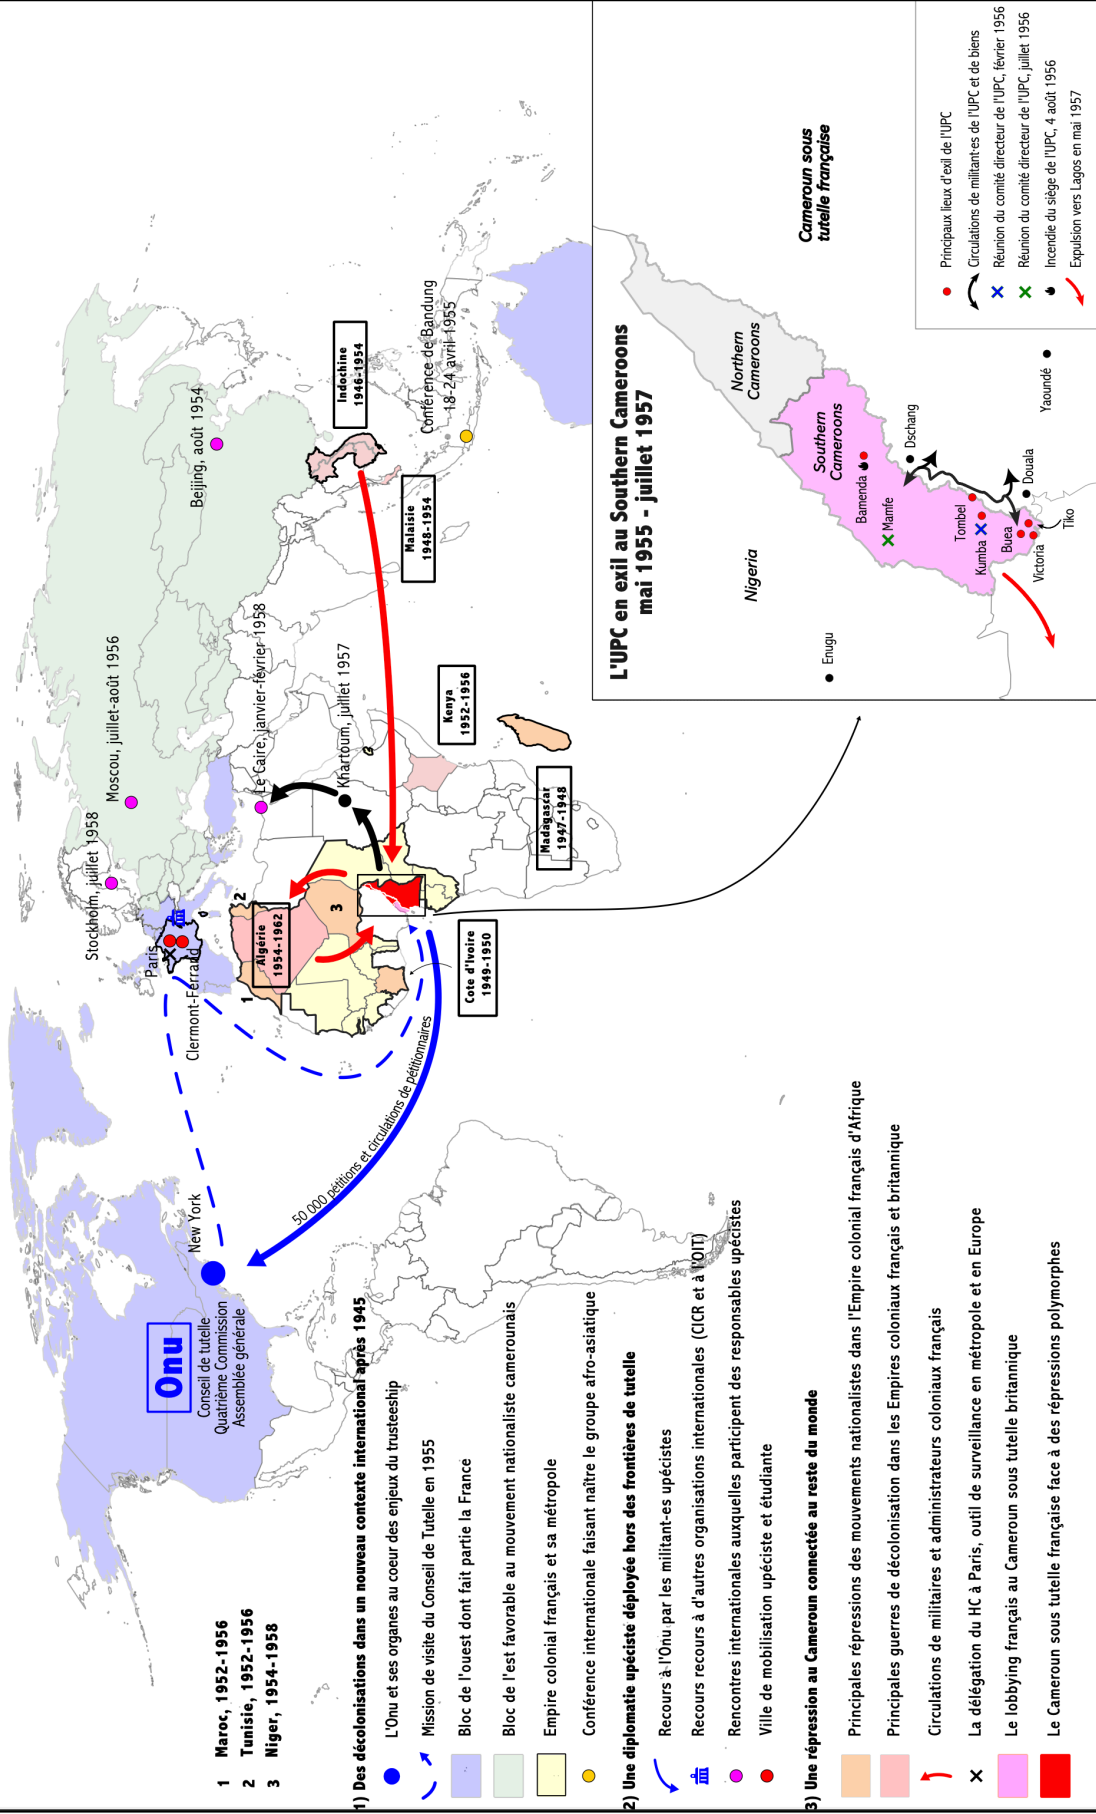 Onu
Conseil de tutelle
Quatrième Commission
Assemblée générale
New York
50 000 pétitions et circulations de pétitionnaires
Stockholm, juillet 1958
Moscou, juillet-août 1956
Beijing, août 1954
Paris
Clermont-Ferrand
Le Caire, janvier-février 1958
Khartoum, juillet 1957
Conférence de Bandung
18-24 avril 1955
Indochine
1946-1954
Malaisie
1948-1954
Kenya
1952-1956
Madagascar
1947-1948
Algérie
1954-1962
Cote d'Ivoire
1949-1950
1
2
3
1 Maroc, 1952-1956
2 Tunisie, 1952-1956
3 Niger, 1954-1958
1) Des décolonisations dans un nouveau contexte international après 1945
L'Onu et ses organes au coeur des enjeux du trusteeship
Mission de visite du Conseil de Tutelle en 1955
Bloc de l'ouest dont fait partie la France
Bloc de l'est favorable au mouvement nationaliste camerounais
Empire colonial français et sa métropole
Conférence internationale faisant naître le groupe afro-asiatique
2) Une diplomatie upéciste déployée hors des frontières de tutelle
Recours à l'Onu par les militant-es upécistes
Recours recours à d'autres organisations internationales (CICR et à l'OIT)
Rencontres internationales auxquelles participent des responsables upécistes
Ville de mobilisation upéciste et étudiante
3) Une répression au Cameroun connectée au reste du monde
Principales répressions des mouvements nationalistes dans l'Empire colonial français d'Afrique
Principales guerres de décolonisation dans les Empires coloniaux français et britannique
Circulations de militaires et administrateurs coloniaux français
La délégation du HC à Paris, outil de surveillance en métropole et en Europe
Le lobbying français au Cameroun sous tutelle britannique
Le Cameroun sous tutelle française face à des répressions polymorphes
L'UPC en exil au Southern Cameroons
mai 1955 - juillet 1957
Nigeria
Northern
Cameroons
Southern
Cameroons
Cameroun sous
tutelle française
Enugu
Bamenda
Mamfe
Dschang
Tombel
Kumba
Buea
Victoria
Tiko
Douala
Yaoundé
Principaux lieux d'exil de l'UPC
Circulations de militant·es de l'UPC et de biens
Réunion du comité directeur de l'UPC, février 1956
Réunion du comité directeur de l'UPC, juillet 1956
Incendie du siège de l'UPC, 4 août 1956
Expulsion vers Lagos en mai 1957